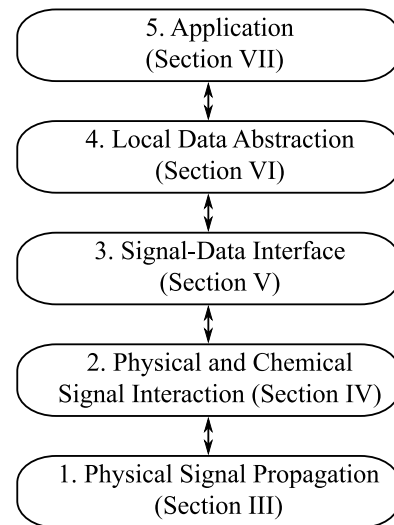 5. Application
(Section VII)
4. Local Data Abstraction
(Section VI)
3. Signal-Data Interface
(Section V)
2. Physical and Chemical
Signal Interaction (Section IV)
1. Physical Signal Propagation
(Section III)